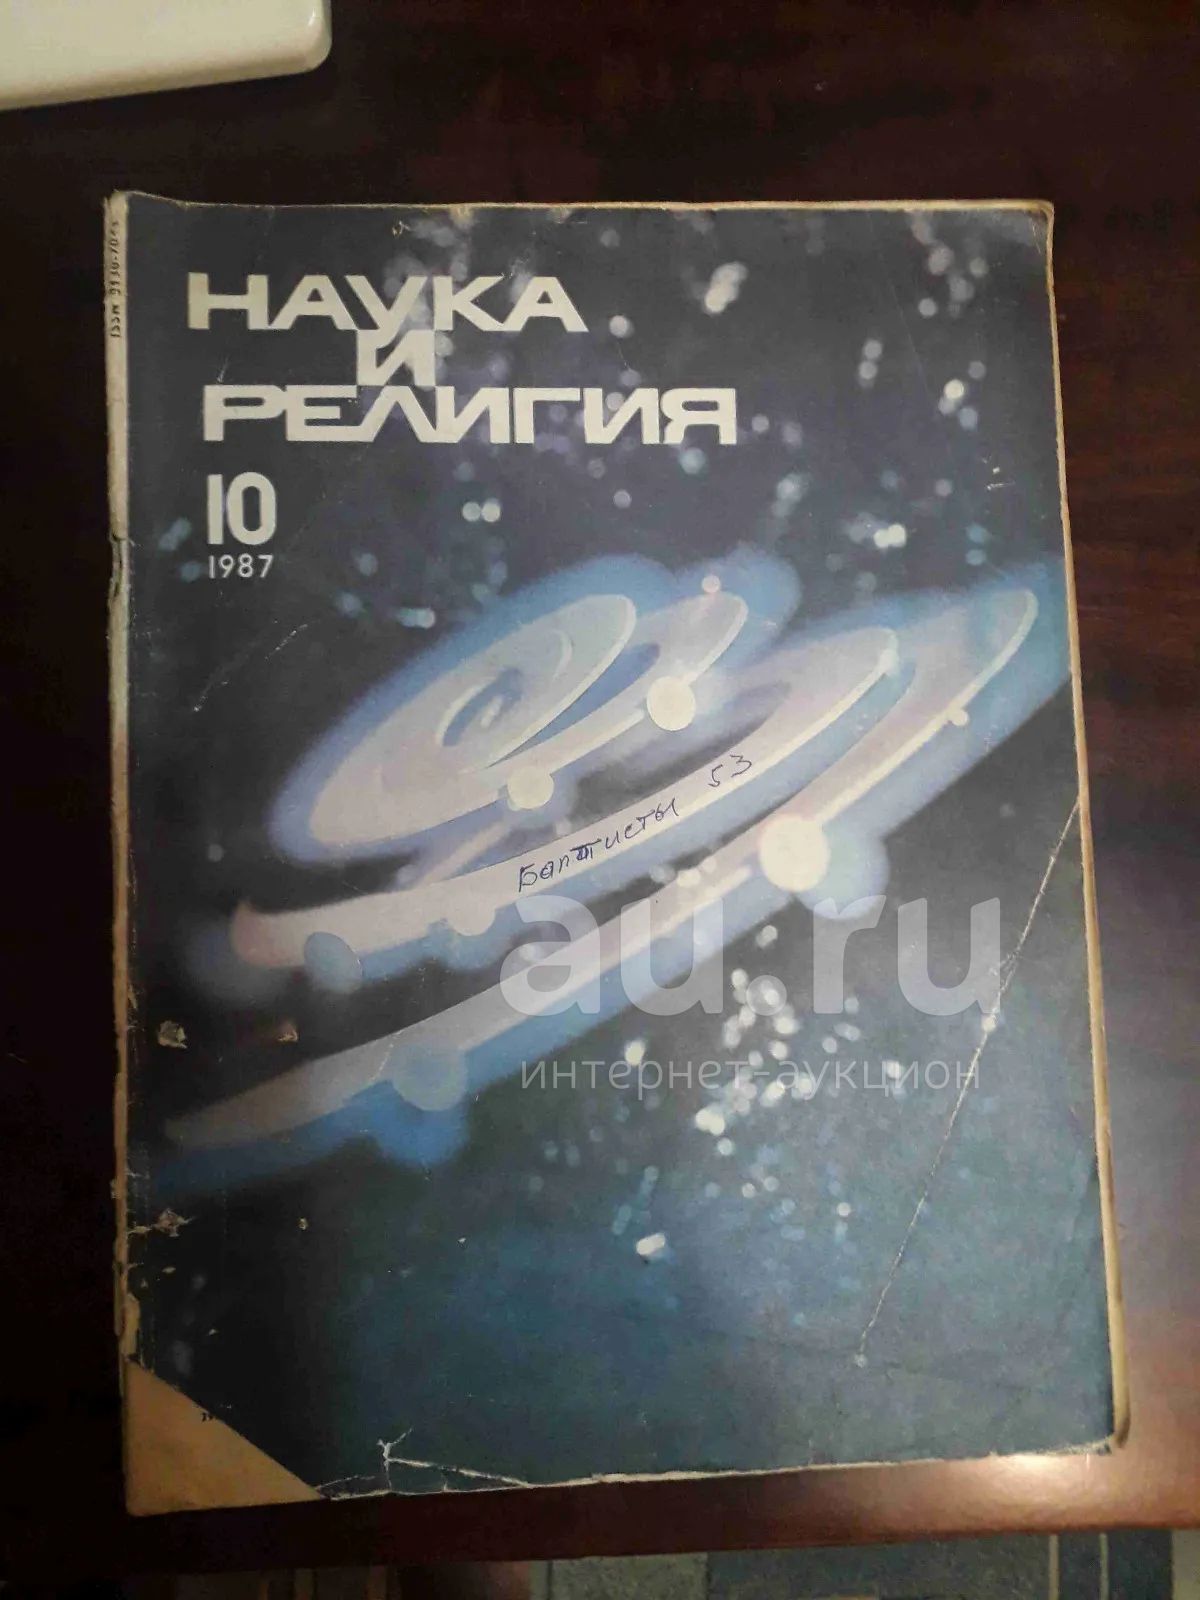 НАУКА
И
РЕЛИГИЯ
10
1987
Баптисты 53
au.ru
интернет-аукцион